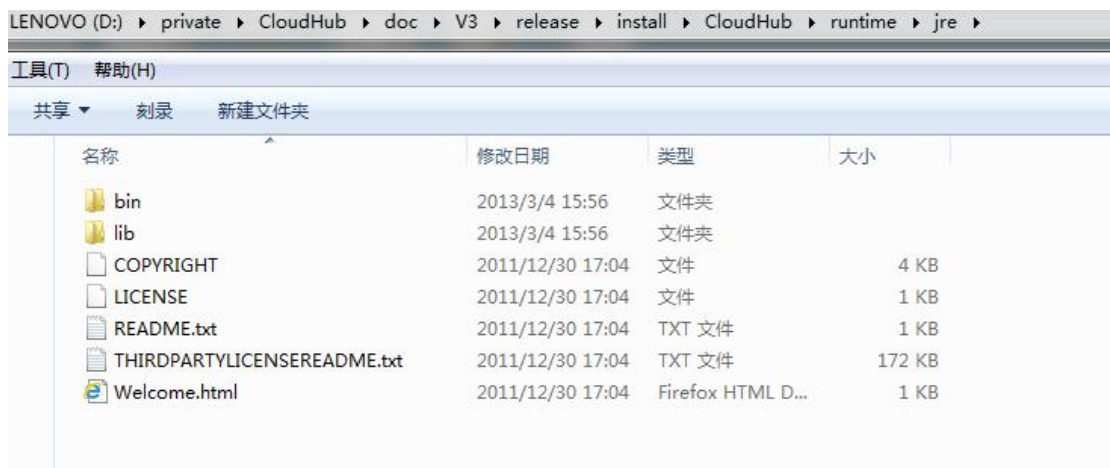 LENOVO (D:) ▸ private ▸ CloudHub ▸ doc ▸ V3 ▸ release ▸ install ▸ CloudHub ▸ runtime ▸ jre ▸
工具(T) 帮助(H)
共享 ▼ 刻录 新建文件夹
名称 修改日期 类型 大小
bin 2013/3/4 15:56 文件夹
lib 2013/3/4 15:56 文件夹
COPYRIGHT 2011/12/30 17:04 文件 4 KB
LICENSE 2011/12/30 17:04 文件 1 KB
README.txt 2011/12/30 17:04 TXT 文件 1 KB
THIRDPARTYLICENSEREADME.txt 2011/12/30 17:04 TXT 文件 172 KB
Welcome.html 2011/12/30 17:04 Firefox HTML D... 1 KB